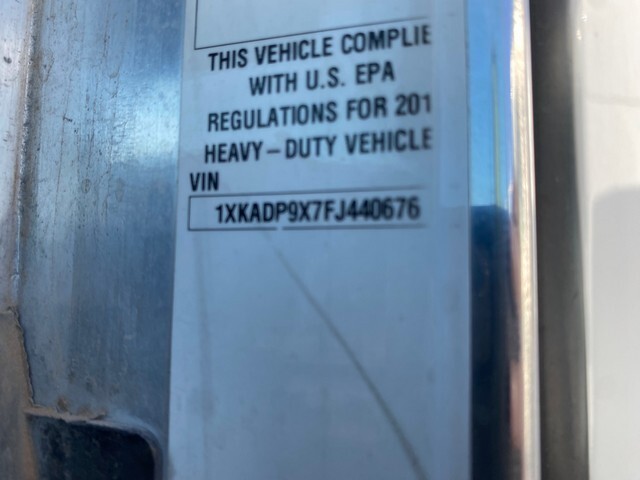 THIS VEHICLE COMPLIE
WITH U.S. EPA
REGULATIONS FOR 201
HEAVY-DUTY VEHICLE
VIN
1XKADP9X7FJ440676